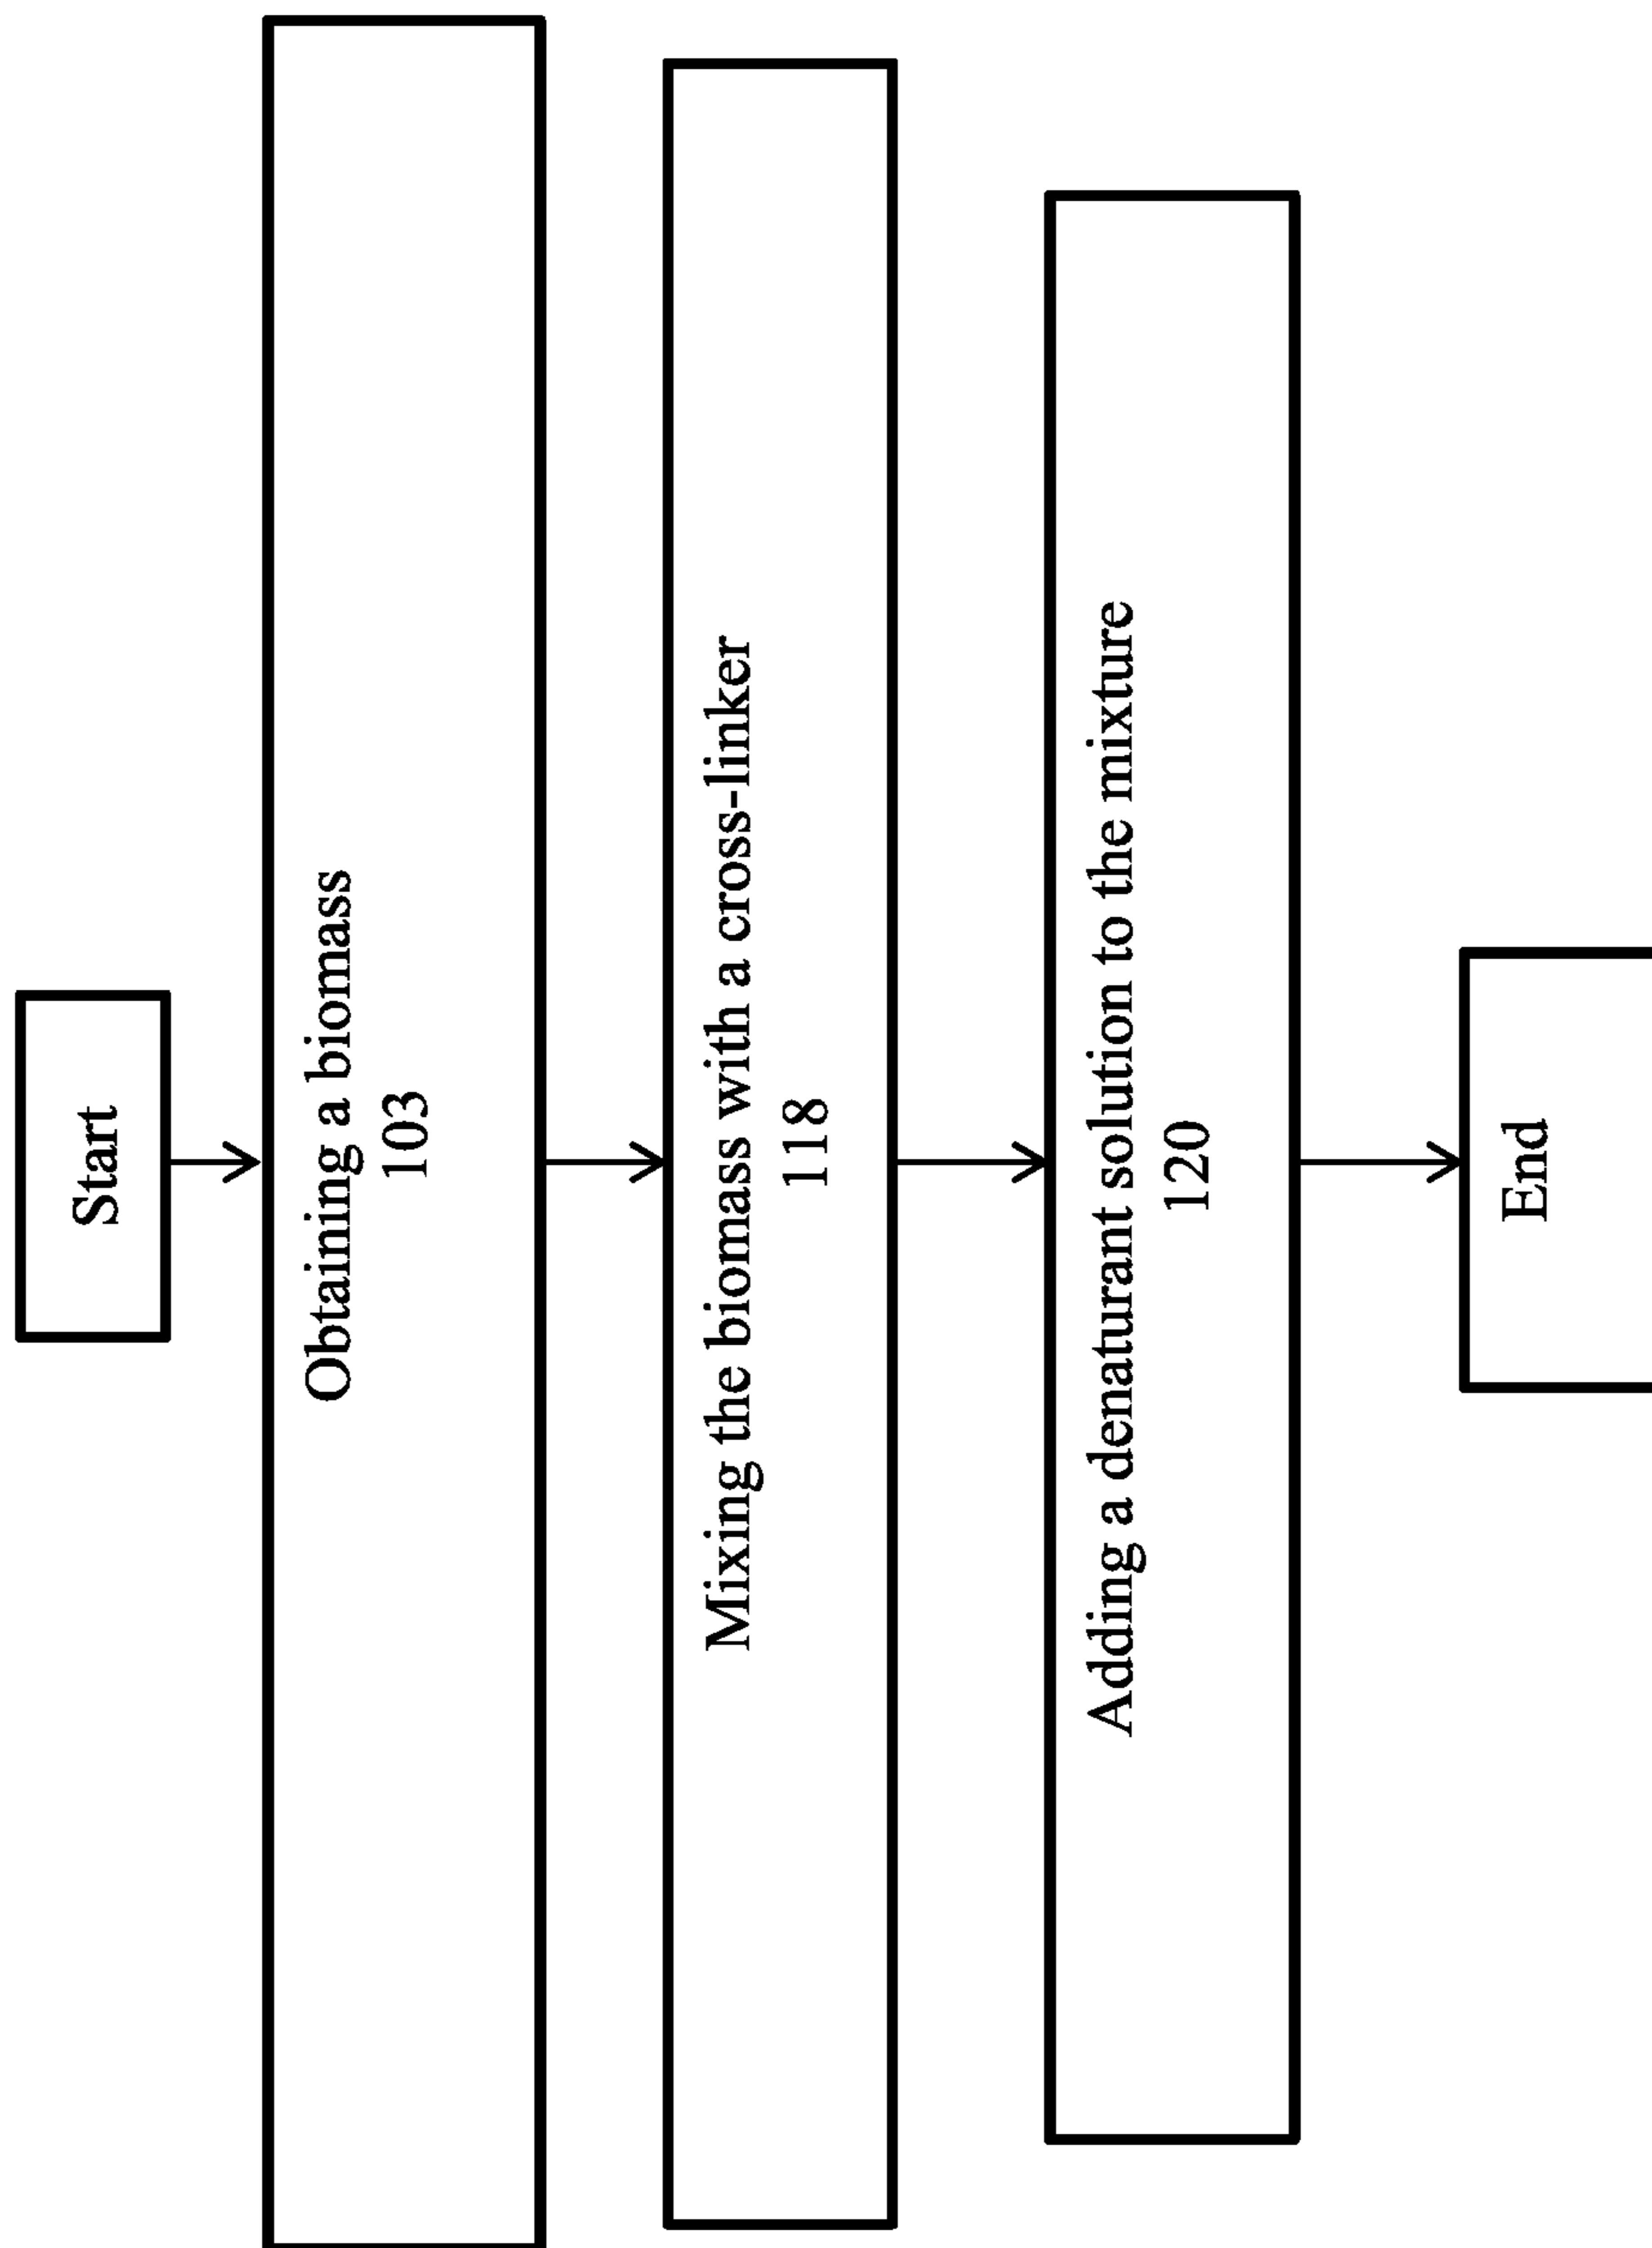 Start
Obtaining a biomass
103
Mixing the biomass with a cross-linker
118
Adding a denaturant solution to the mixture
120
End